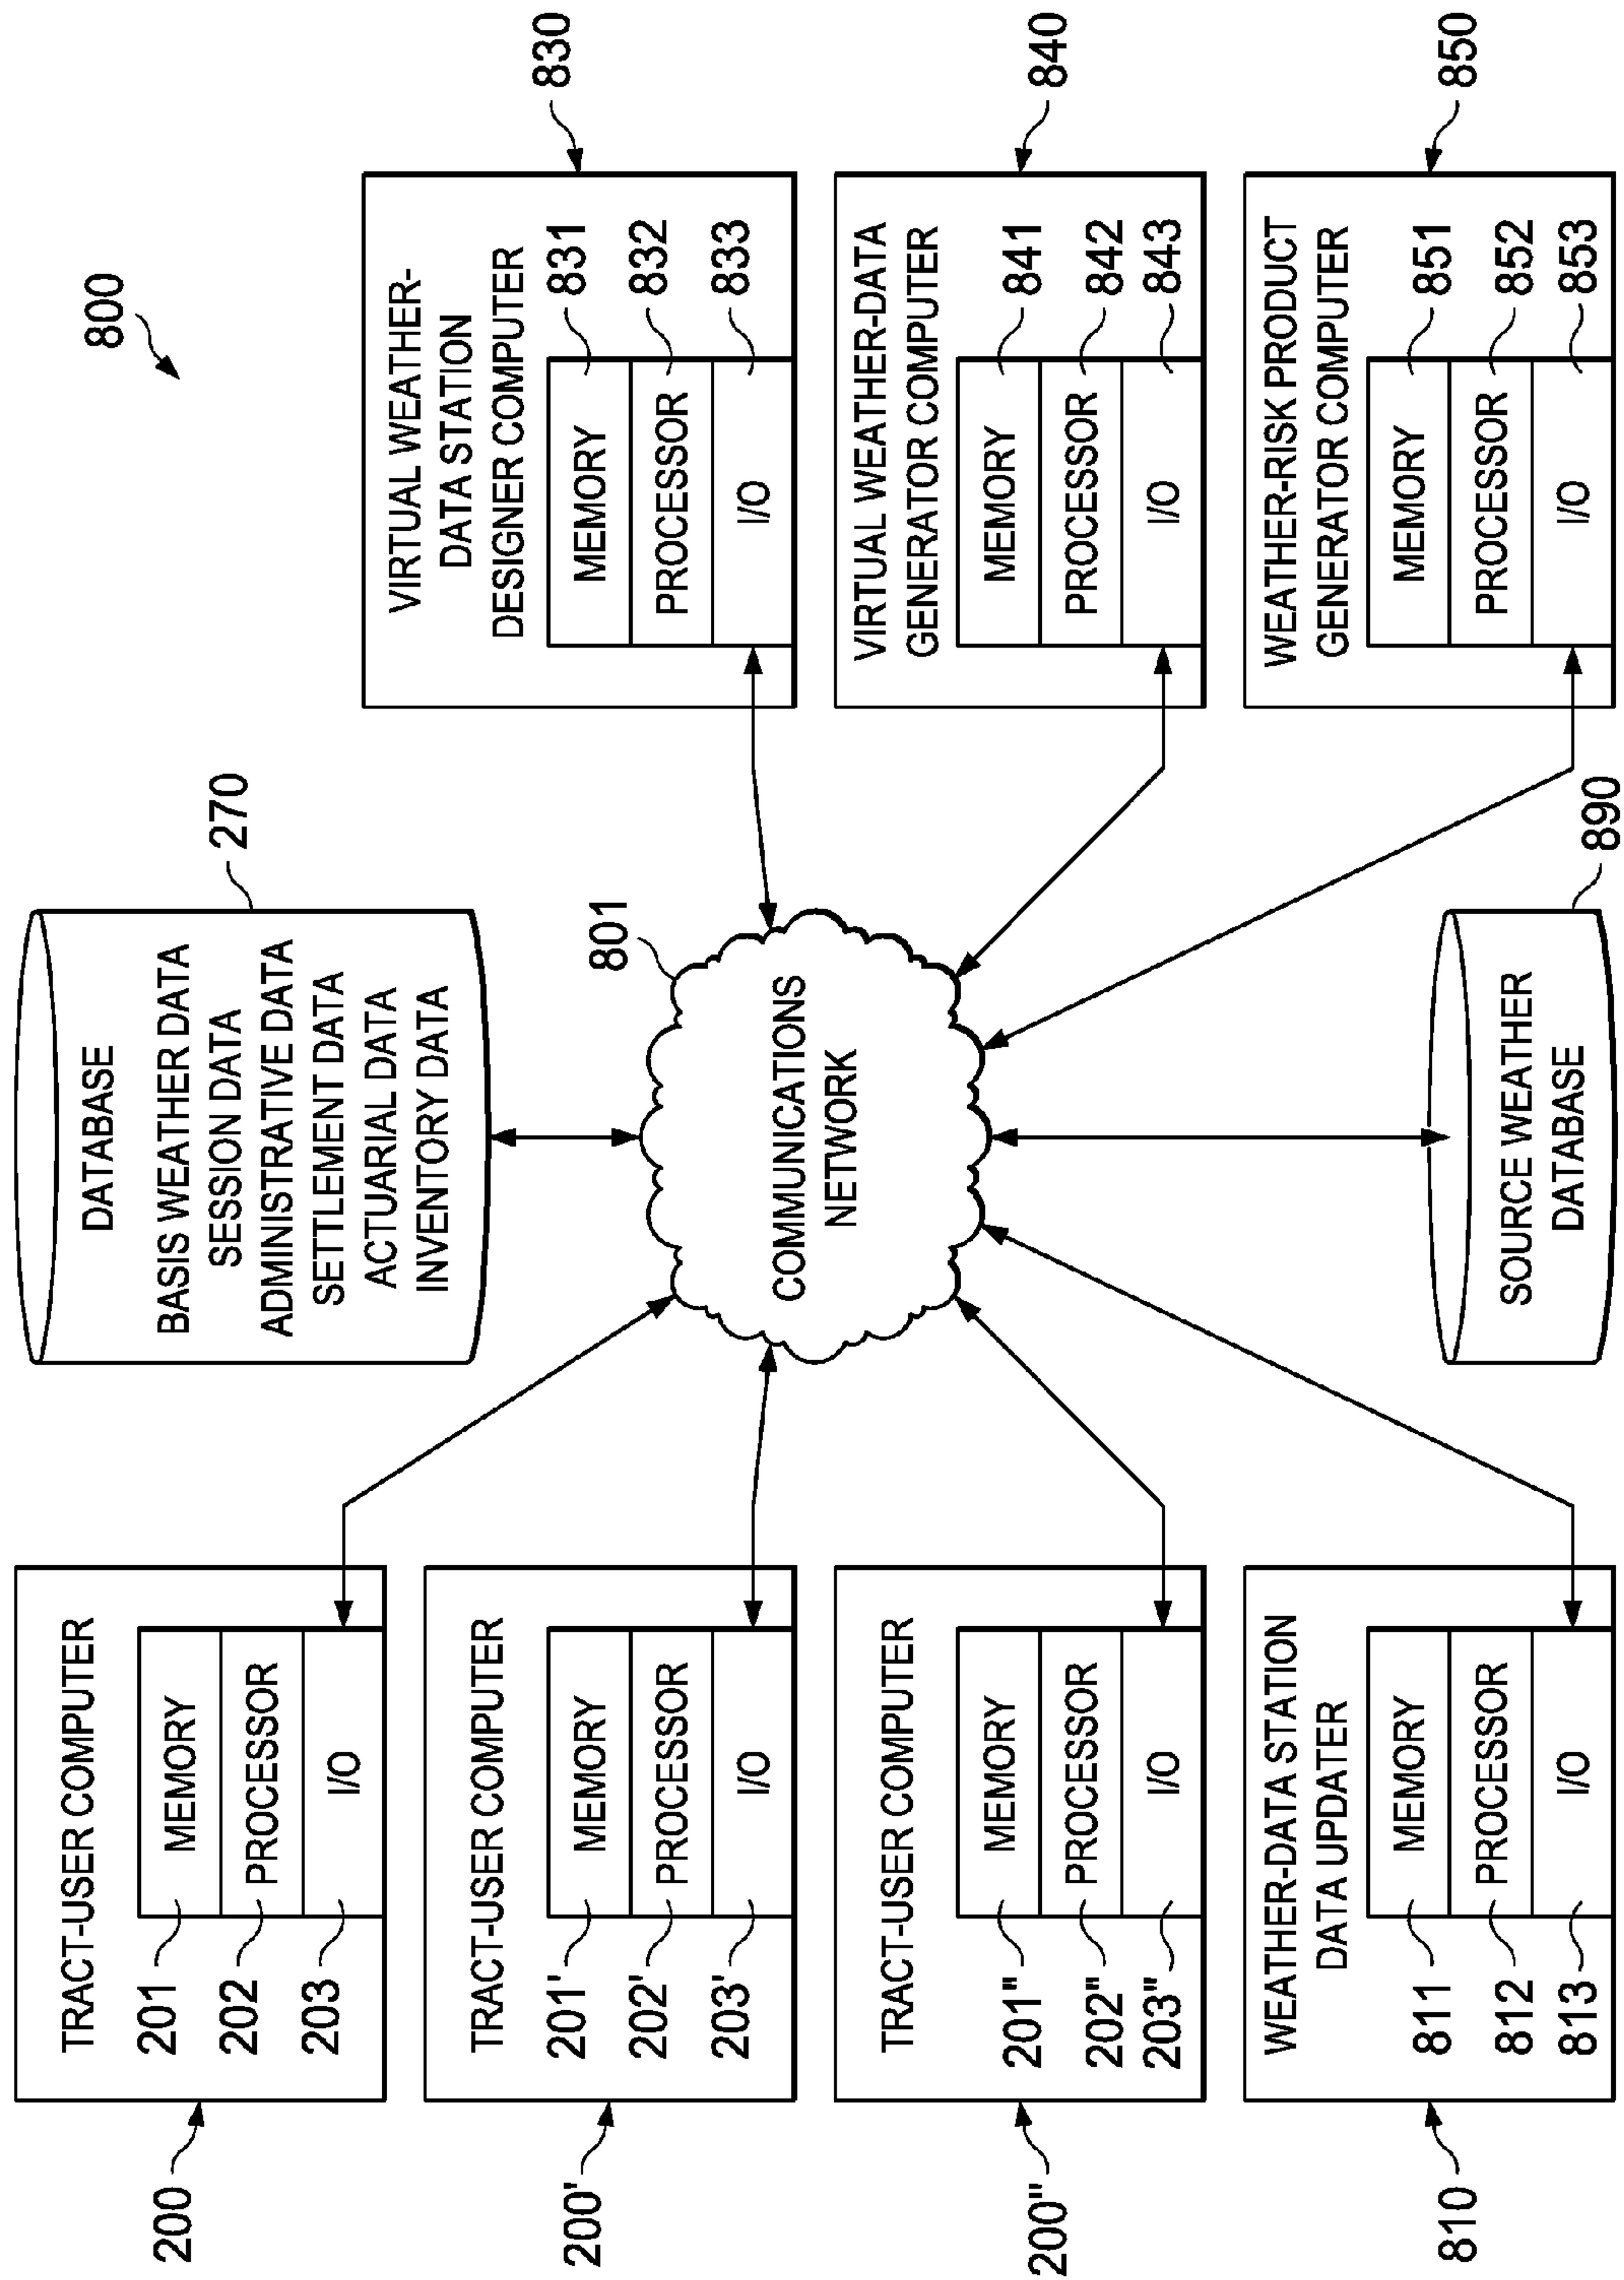 800
TRACT-USER COMPUTER
MEMORY
PROCESSOR
I/O
201
202
203
200
TRACT-USER COMPUTER
MEMORY
PROCESSOR
I/O
201'
202'
203'
200'
TRACT-USER COMPUTER
MEMORY
PROCESSOR
I/O
201"
202"
203"
200"
WEATHER-DATA STATION
DATA UPDATER
MEMORY
PROCESSOR
I/O
811
812
813
810
DATABASE
BASIS WEATHER DATA
SESSION DATA
ADMINISTRATIVE DATA
SETTLEMENT DATA
ACTUARIAL DATA
INVENTORY DATA
270
801
COMMUNICATIONS
NETWORK
SOURCE WEATHER
DATABASE
890
VIRTUAL WEATHER-
DATA STATION
DESIGNER COMPUTER
MEMORY
PROCESSOR
I/O
831
832
833
830
VIRTUAL WEATHER-DATA
GENERATOR COMPUTER
MEMORY
PROCESSOR
I/O
841
842
843
840
WEATHER-RISK PRODUCT
GENERATOR COMPUTER
MEMORY
PROCESSOR
I/O
851
852
853
850